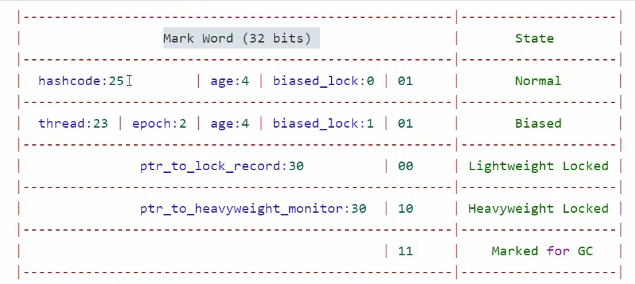 |-------------------------------------------------------|--------------------|
| Mark Word (32 bits) | State |
|-------------------------------------------------------|--------------------|
| hashcode:25 | age:4 | biased_lock:0 | 01 | Normal |
|-------------------------------------------------------|--------------------|
| thread:23 | epoch:2 | age:4 | biased_lock:1 | 01 | Biased |
|-------------------------------------------------------|--------------------|
| ptr_to_lock_record:30 | 00 | Lightweight Locked |
|-------------------------------------------------------|--------------------|
| ptr_to_heavyweight_monitor:30 | 10 | Heavyweight Locked |
|-------------------------------------------------------|--------------------|
| | 11 | Marked for GC |
|-------------------------------------------------------|--------------------|